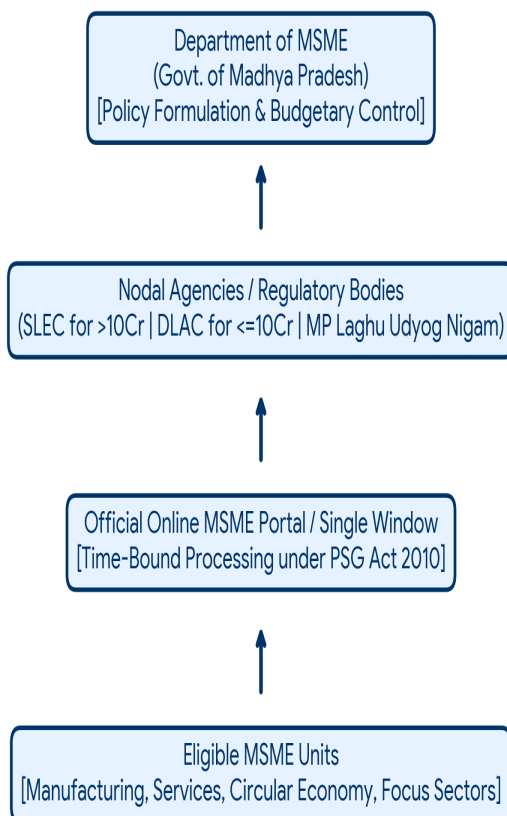 Department of MSME
(Govt. of Madhya Pradesh)
[Policy Formulation & Budgetary Control]
Nodal Agencies / Regulatory Bodies
(SLEC for >10Cr | DLAC for <=10Cr | MP Laghu Udyog Nigam)
Official Online MSME Portal / Single Window
[Time-Bound Processing under PSG Act 2010]
Eligible MSME Units
[Manufacturing, Services, Circular Economy, Focus Sectors]